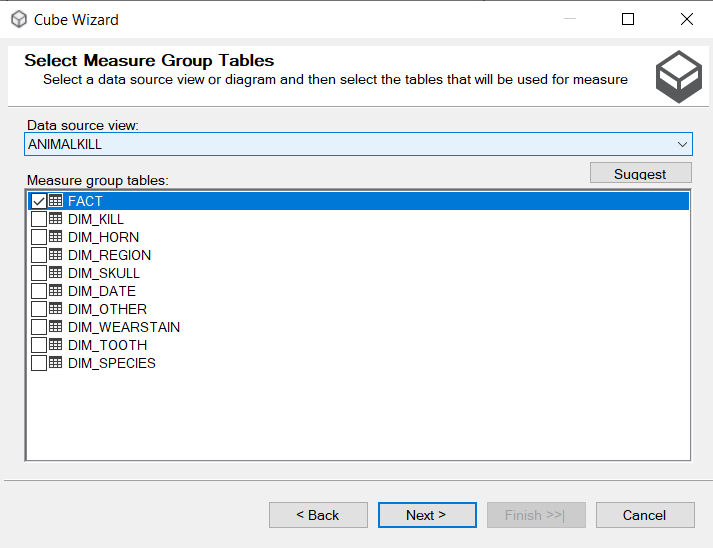 Cube Wizard
Select Measure Group Tables
Select a data source view or diagram and then select the tables that will be used for measure
Data source view:
ANIMALKILL
Suggest
Measure group tables:
FACT
DIM_KILL
DIM_HORN
DIM_REGION
DIM_SKULL
DIM_DATE
DIM_OTHER
DIM_WEARSTAIN
DIM_TOOTH
DIM_SPECIES
< Back
Next >
Finish >>|
Cancel